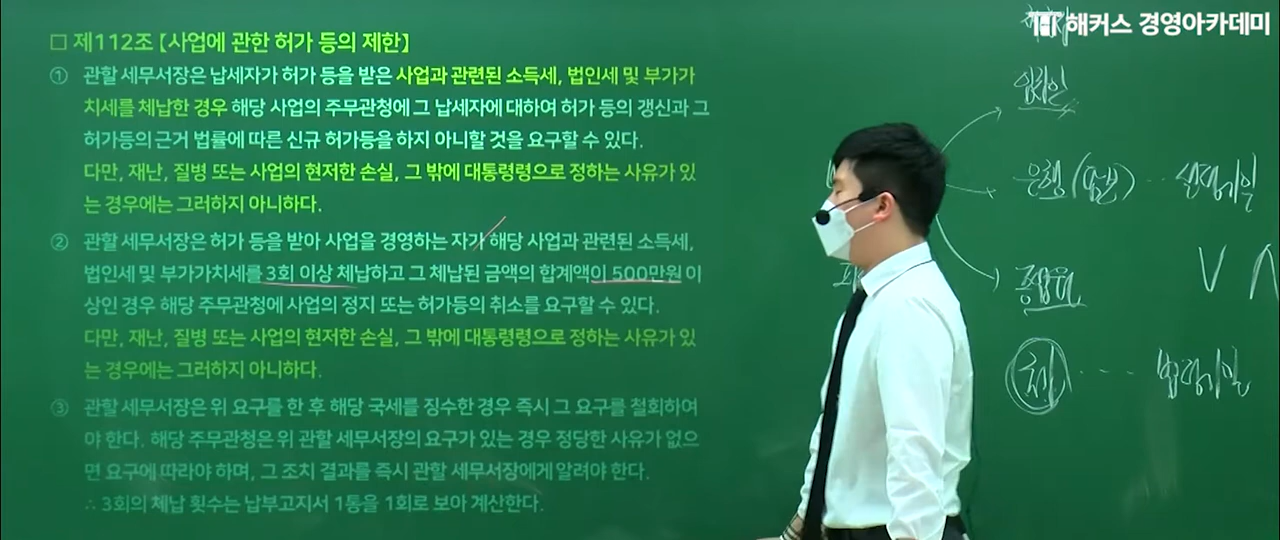 해커스 경영아카데미
□ 제112조 [사업에 관한 허가 등의 제한]
① 관할 세무서장은 납세자가 허가 등을 받은 사업과 관련된 소득세, 법인세 및 부가가
치세를 체납한 경우 해당 사업의 주무관청에 그 납세자에 대하여 허가 등의 갱신과 그
허가등의 근거 법률에 따른 신규 허가등을 하지 아니할 것을 요구할 수 있다.
다만, 재난, 질병 또는 사업의 현저한 손실, 그 밖에 대통령령으로 정하는 사유가 있
는 경우에는 그러하지 아니하다.
② 관할 세무서장은 허가 등을 받아 사업을 경영하는 자가 해당 사업과 관련된 소득세,
법인세 및 부가가치세를 3회 이상 체납하고 그 체납된 금액의 합계액이 500만원 이
상인 경우 해당 주무관청에 사업의 정지 또는 허가등의 취소를 요구할 수 있다.
다만, 재난, 질병 또는 사업의 현저한 손실, 그 밖에 대통령령으로 정하는 사유가 있
는 경우에는 그러하지 아니하다.
③ 관할 세무서장은 위 요구를 한 후 해당 국세를 징수한 경우 즉시 그 요구를 철회하여
야 한다. 해당 주무관청은 위 관할 세무서장의 요구가 있는 경우 정당한 사유가 없으
면 요구에 따라야 하며, 그 조치 결과를 즉시 관할 세무서장에게 알려야 한다.
∴ 3회의 체납 횟수는 납부고지서 1통을 1회로 보아 계산한다.
임차인
은행 (담보) ·· 설정기일
종업원
법정기일